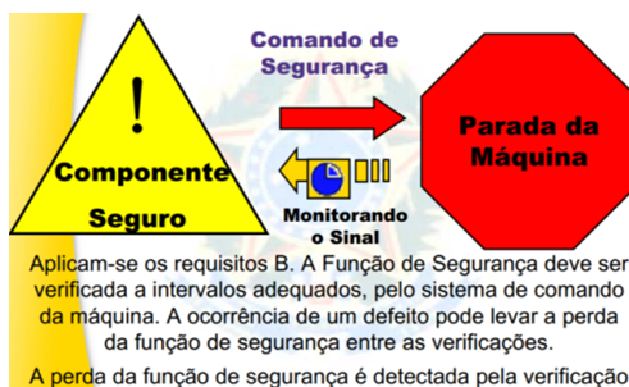 Comando de
Segurança
!
Componente
Seguro
Parada da
Máquina
Monitorando
o Sinal
Aplicam-se os requisitos B. A Função de Segurança deve ser
verificada a intervalos adequados, pelo sistema de comando
da máquina. A ocorrência de um defeito pode levar a perda
da função de segurança entre as verificações.
A perda da função de segurança é detectada pela verificação